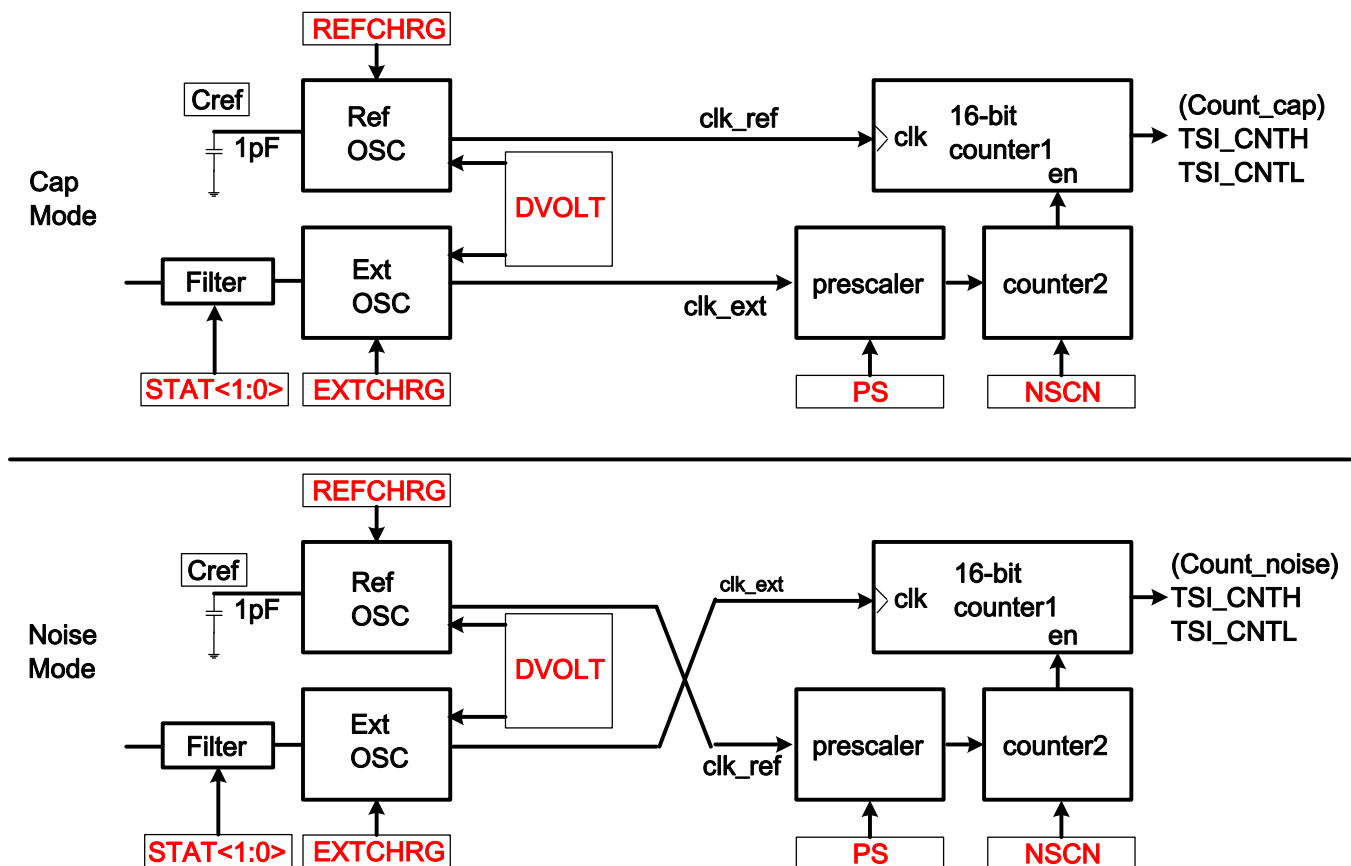 REFCHRG
Cref
1pF
Ref
OSC
clk_ref
clk
16-bit
counter1
en
(Count_cap)
TSI_CNTH
TSI_CNTL
Cap
Mode
DVOLT
Filter
Ext
OSC
clk_ext
prescaler
counter2
STAT<1:0>
EXTCHRG
PS
NSCN
REFCHRG
Cref
1pF
Ref
OSC
clk_ext
clk
16-bit
counter1
en
(Count_noise)
TSI_CNTH
TSI_CNTL
Noise
Mode
DVOLT
Filter
Ext
OSC
clk_ref
prescaler
counter2
STAT<1:0>
EXTCHRG
PS
NSCN